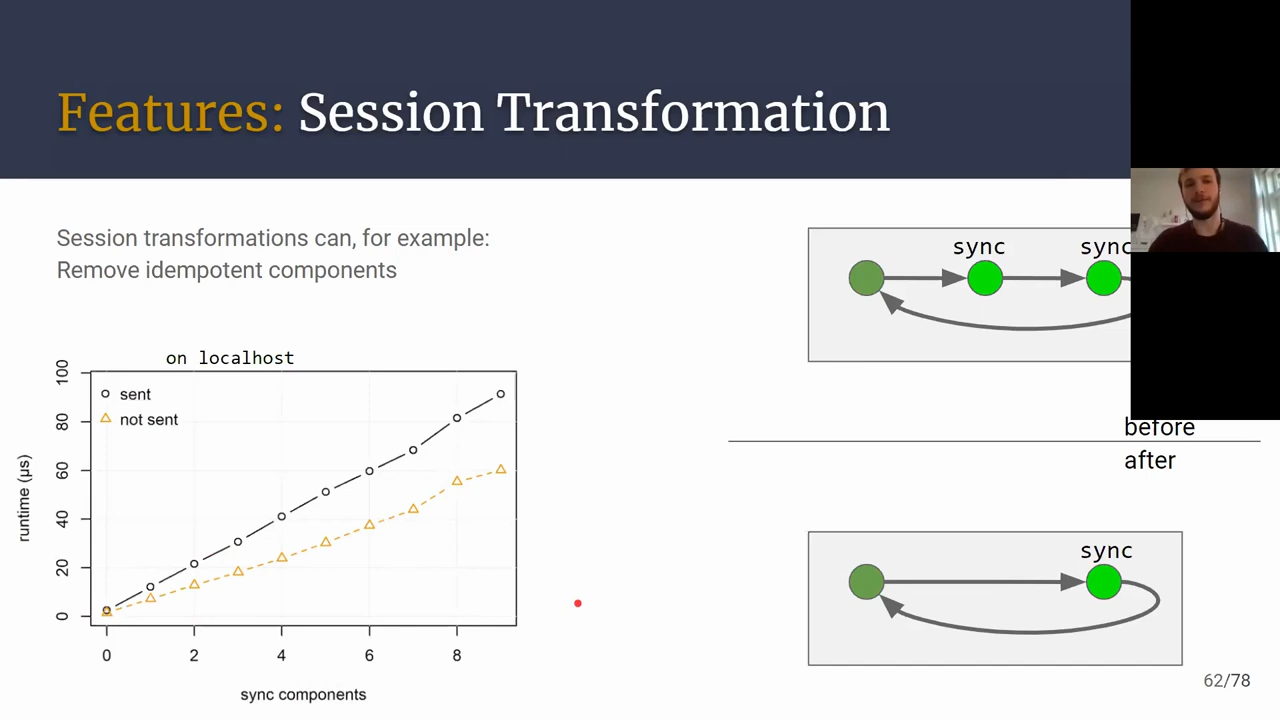 Features: Session Transformation
Session transformations can, for example:
Remove idempotent components
sync sync
on localhost
sent
not sent
100
80
60
40
20
0
runtime (µs)
0 2 4 6 8
sync components
before
after
sync
62/78